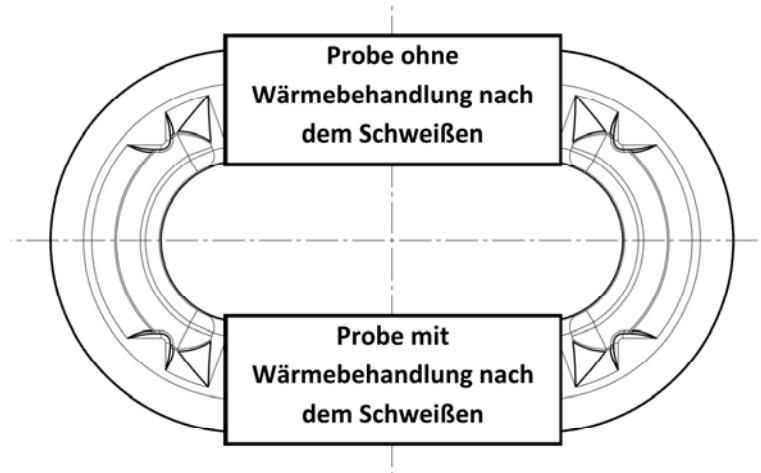 Probe ohne
Wärmebehandlung nach
dem Schweißen
Probe mit
Wärmebehandlung nach
dem Schweißen